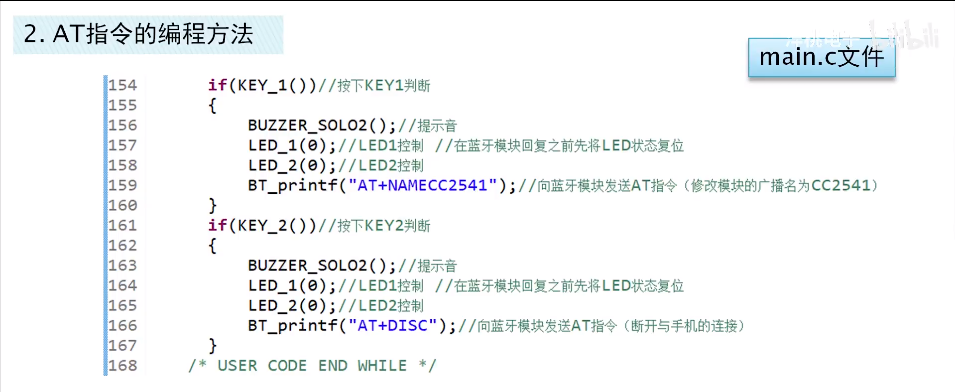 2. AT指令的编程方法
bilibili
main.c文件
154 if(KEY_1())//按下KEY1判断
155 {
156 BUZZER_SOLO2();//提示音
157 LED_1(0);//LED1控制 //在蓝牙模块回复之前先将LED状态复位
158 LED_2(0);//LED2控制
159 BT_printf("AT+NAMECC2541");//向蓝牙模块发送AT指令（修改模块的广播名为CC2541）
160 }
161 if(KEY_2())//按下KEY2判断
162 {
163 BUZZER_SOLO2();//提示音
164 LED_1(0);//LED1控制 //在蓝牙模块回复之前先将LED状态复位
165 LED_2(0);//LED2控制
166 BT_printf("AT+DISC");//向蓝牙模块发送AT指令（断开与手机的连接）
167 }
168 /* USER CODE END WHILE */